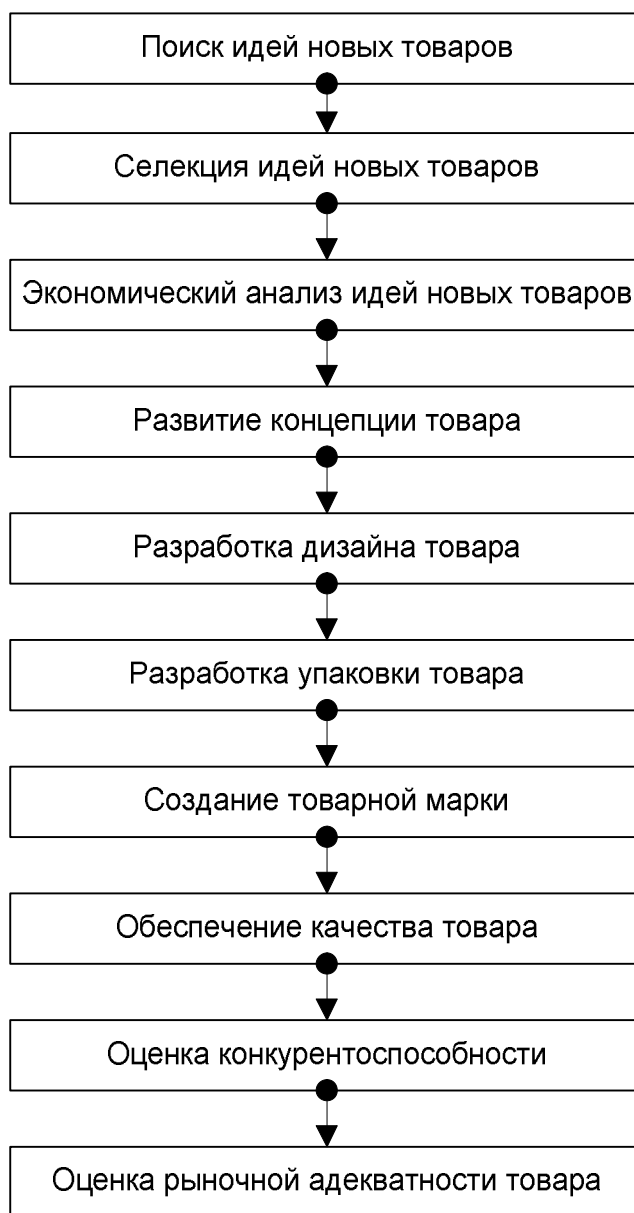 Поиск идей новых товаров
Селекция идей новых товаров
Экономический анализ идей новых товаров
Развитие концепции товара
Разработка дизайна товара
Разработка упаковки товара
Создание товарной марки
Обеспечение качества товара
Оценка конкурентоспособности
Оценка рыночной адекватности товара